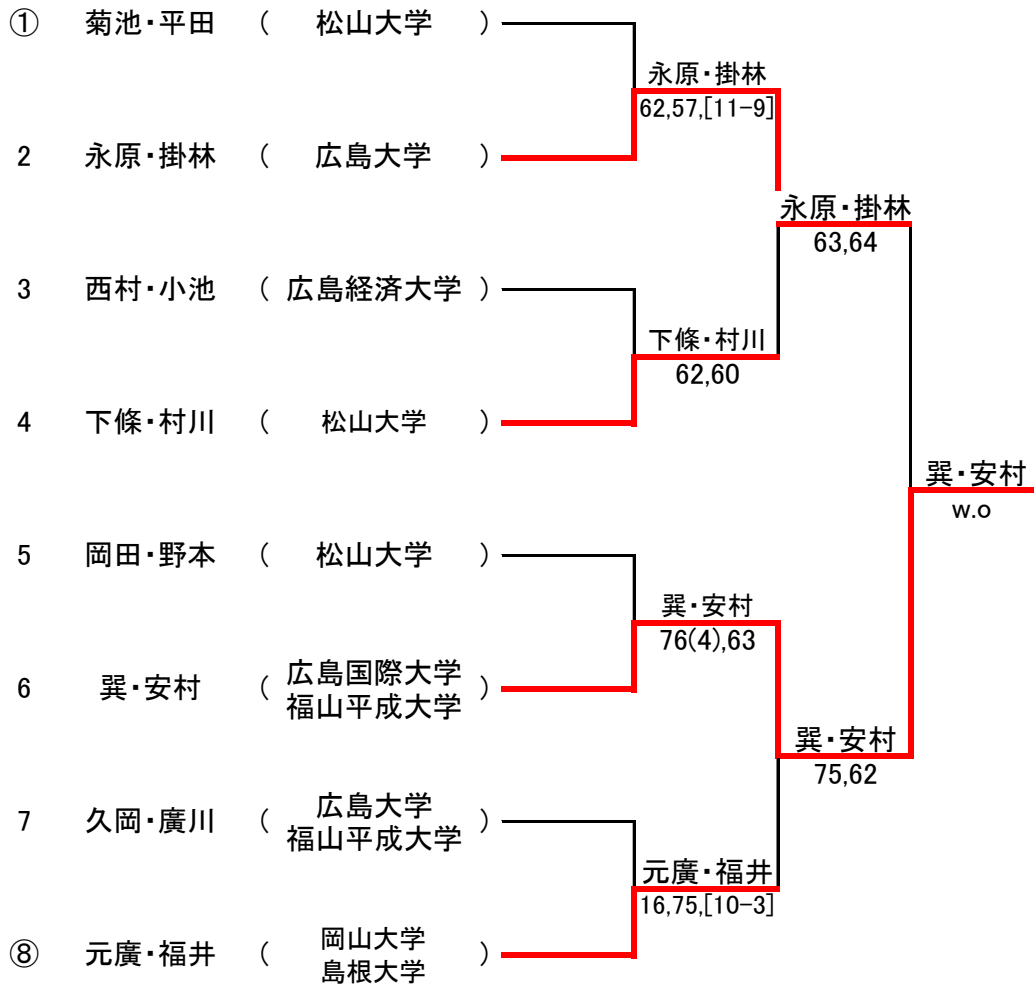 ① 菊池・平田 ( 松山大学 )
永原・掛林
62,57,[11-9]
2 永原・掛林 ( 広島大学 )
永原・掛林
63,64
3 西村・小池 ( 広島経済大学 )
下條・村川
62,60
4 下條・村川 ( 松山大学 )
巽・安村
w.o
5 岡田・野本 ( 松山大学 )
巽・安村
76(4),63
6 巽・安村 ( 広島国際大学
福山平成大学 )
巽・安村
75,62
7 久岡・廣川 ( 広島大学
福山平成大学 )
元廣・福井
16,75,[10-3]
⑧ 元廣・福井 ( 岡山大学
島根大学 )